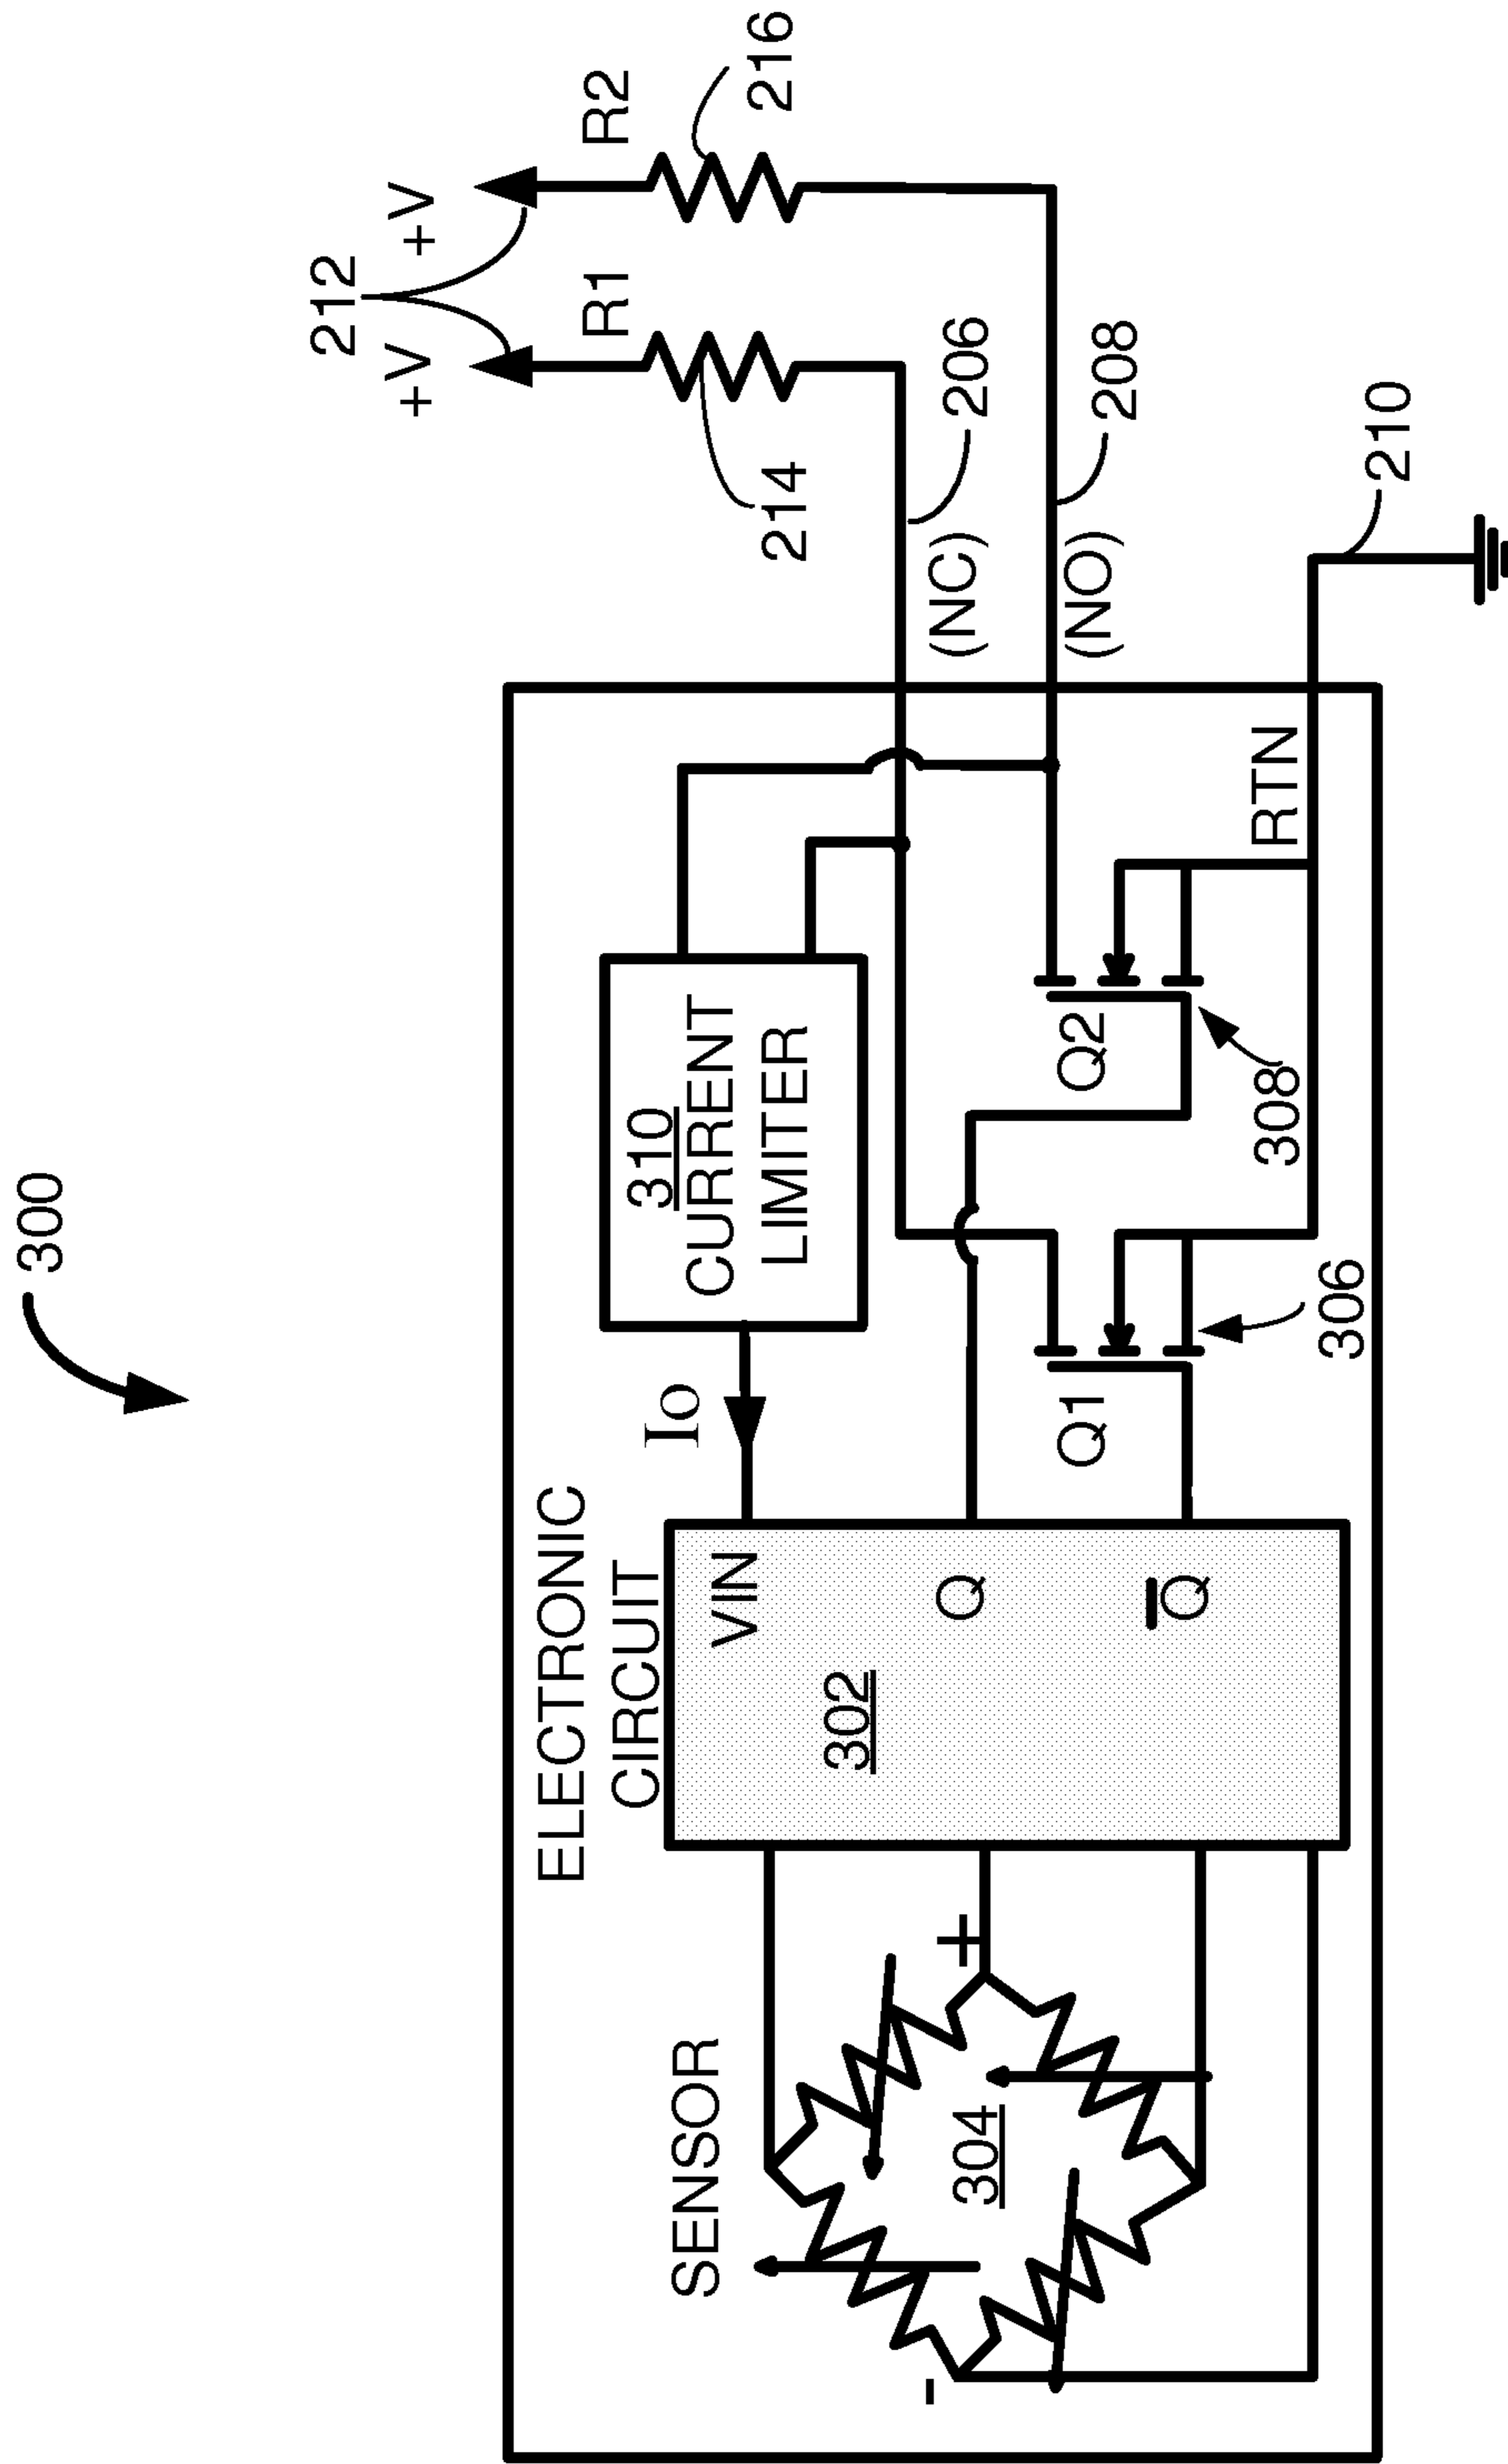 300
SENSOR
304
+
-
ELECTRONIC
CIRCUIT
302
VIN
Q
Q̅
IO
310
CURRENT
LIMITER
Q1
306
Q2
308
RTN
(NC)
206
(NO)
208
210
212
+V
+V
R1
R2
214
216